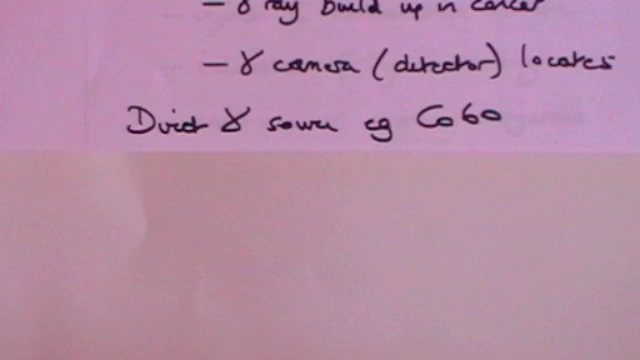 – γ ray build up in cancer
– γ camera (detector) locates
Direct γ source eg Co60